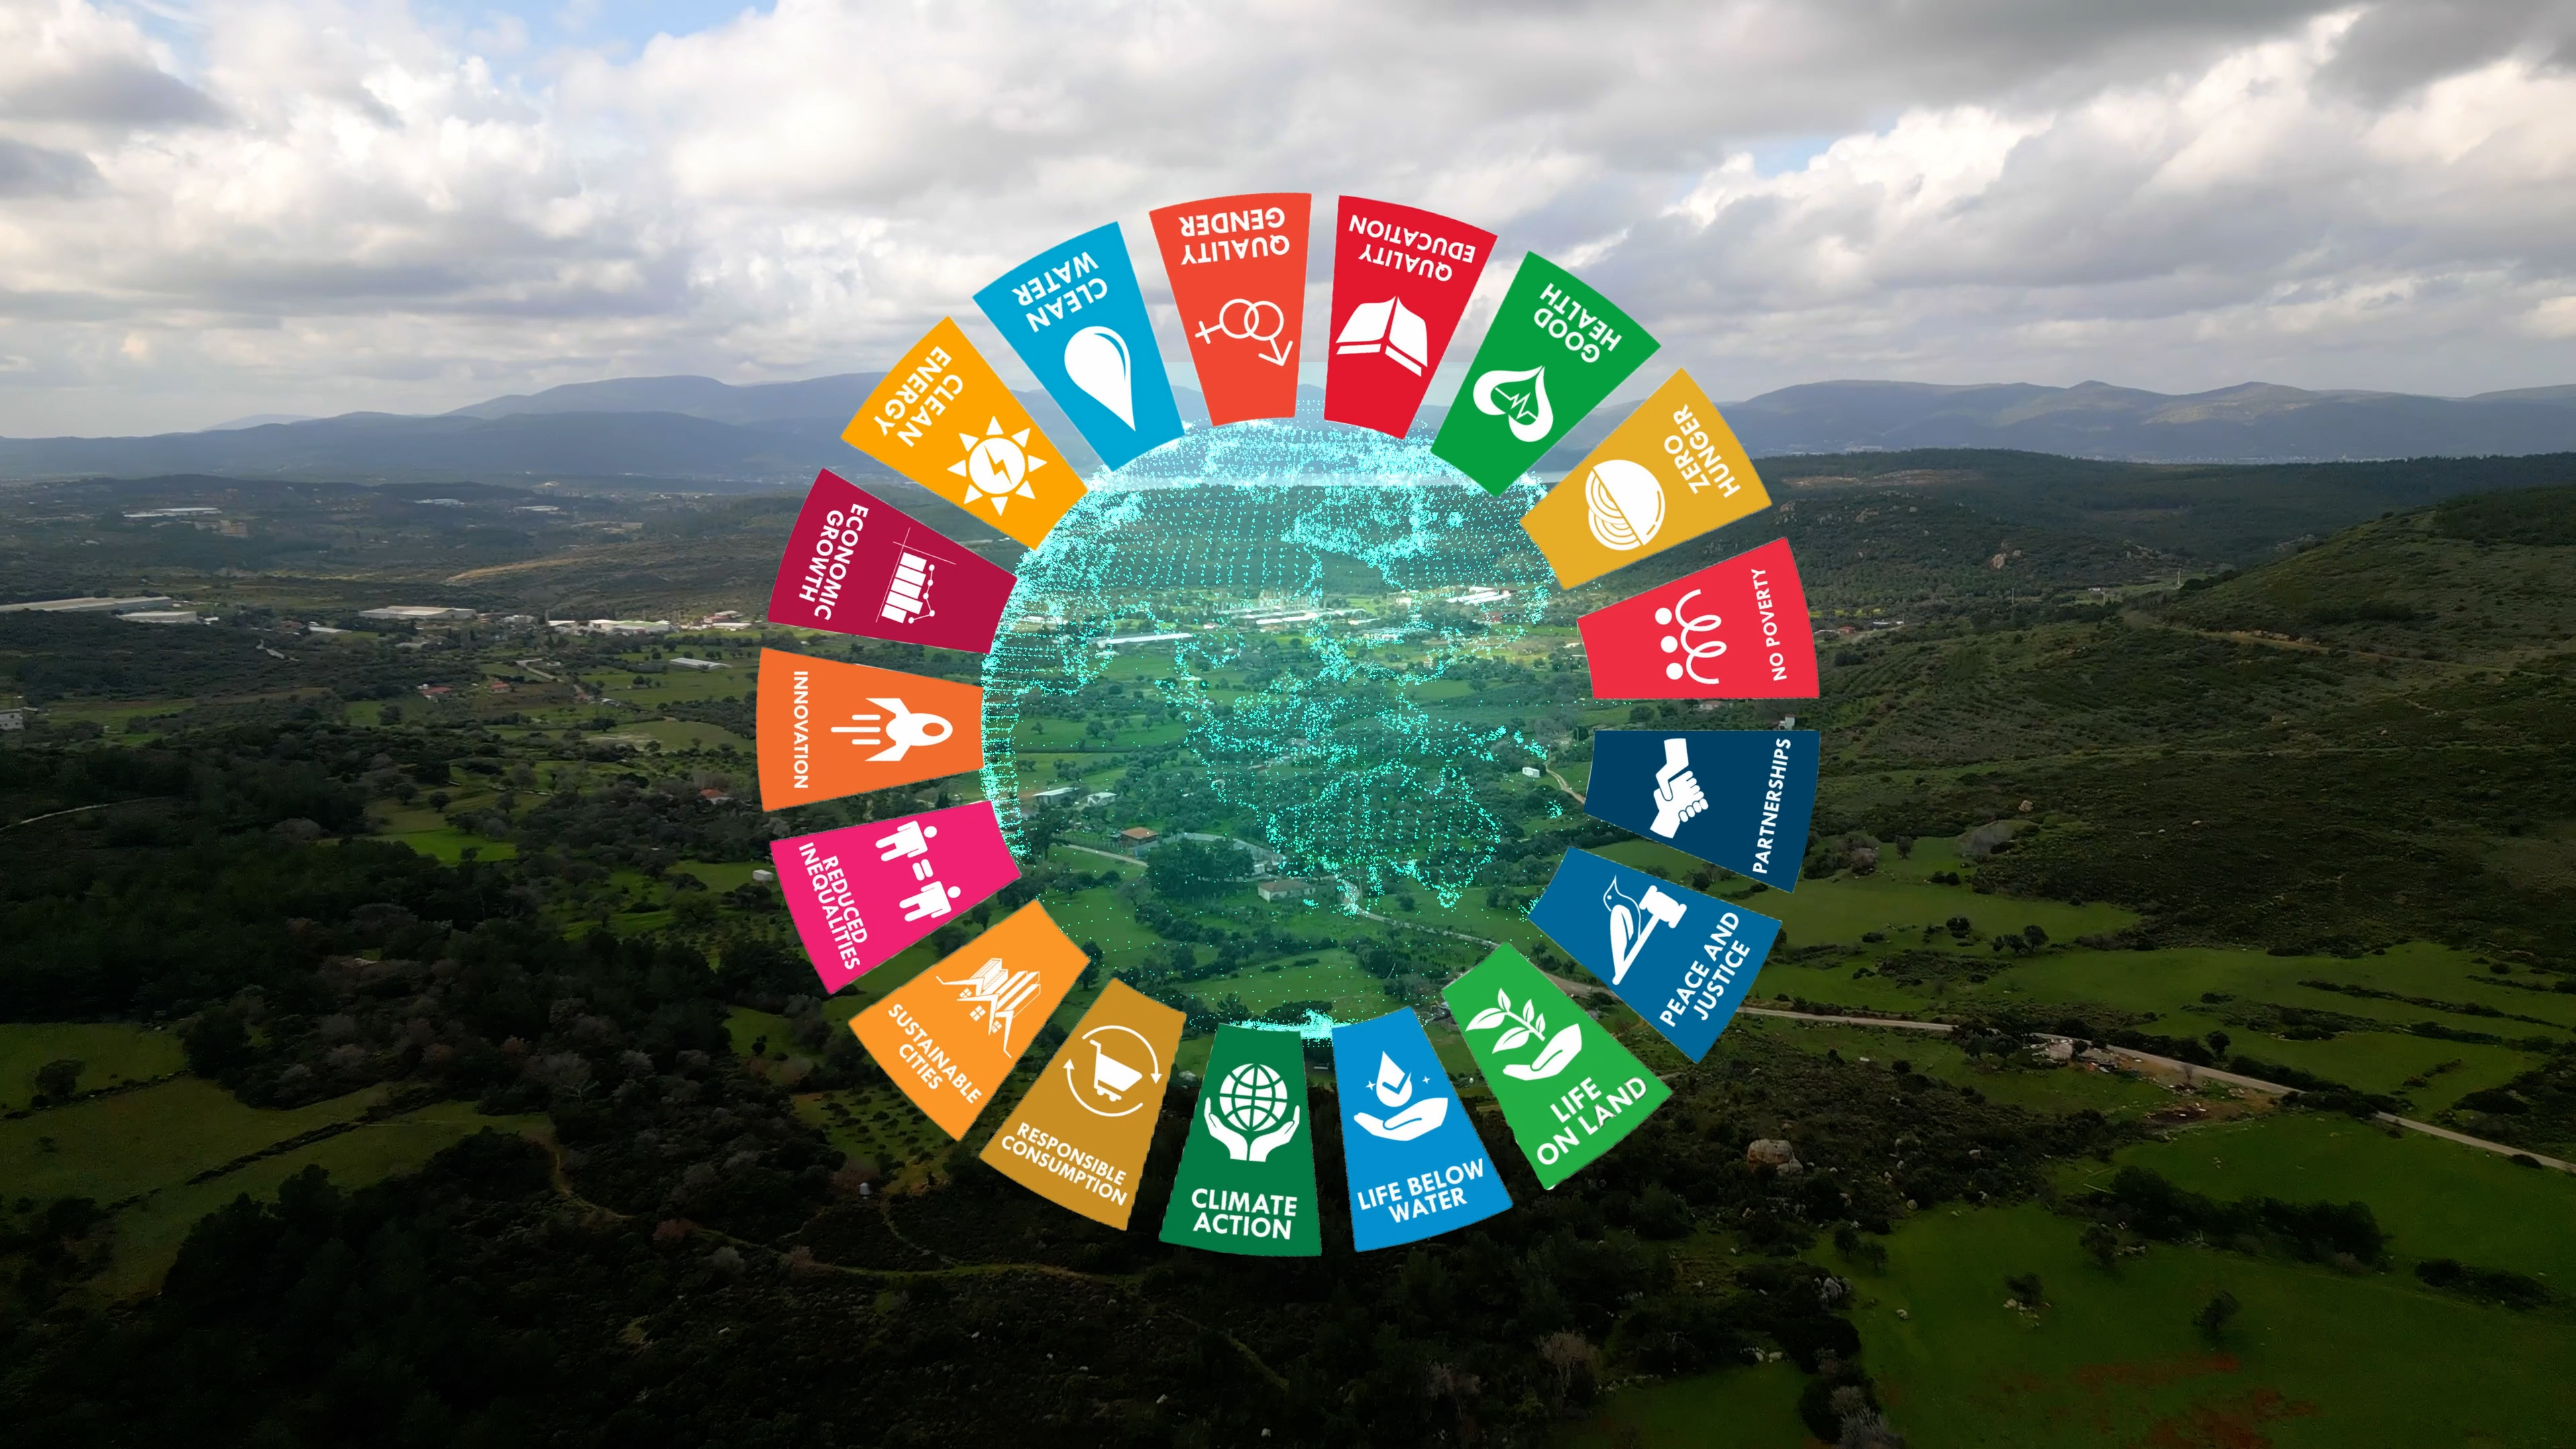 NO POVERTY
ZERO
HUNGER
GOOD
HEALTH
QUALITY
EDUCATION
QUALITY
GENDER
CLEAN
WATER
CLEAN
ENERGY
ECONOMIC
GROWTH
INNOVATION
REDUCED
INEQUALITIES
SUSTAINABLE
CITIES
RESPONSIBLE
CONSUMPTION
CLIMATE
ACTION
LIFE BELOW
WATER
LIFE
ON LAND
PEACE AND
JUSTICE
PARTNERSHIPS